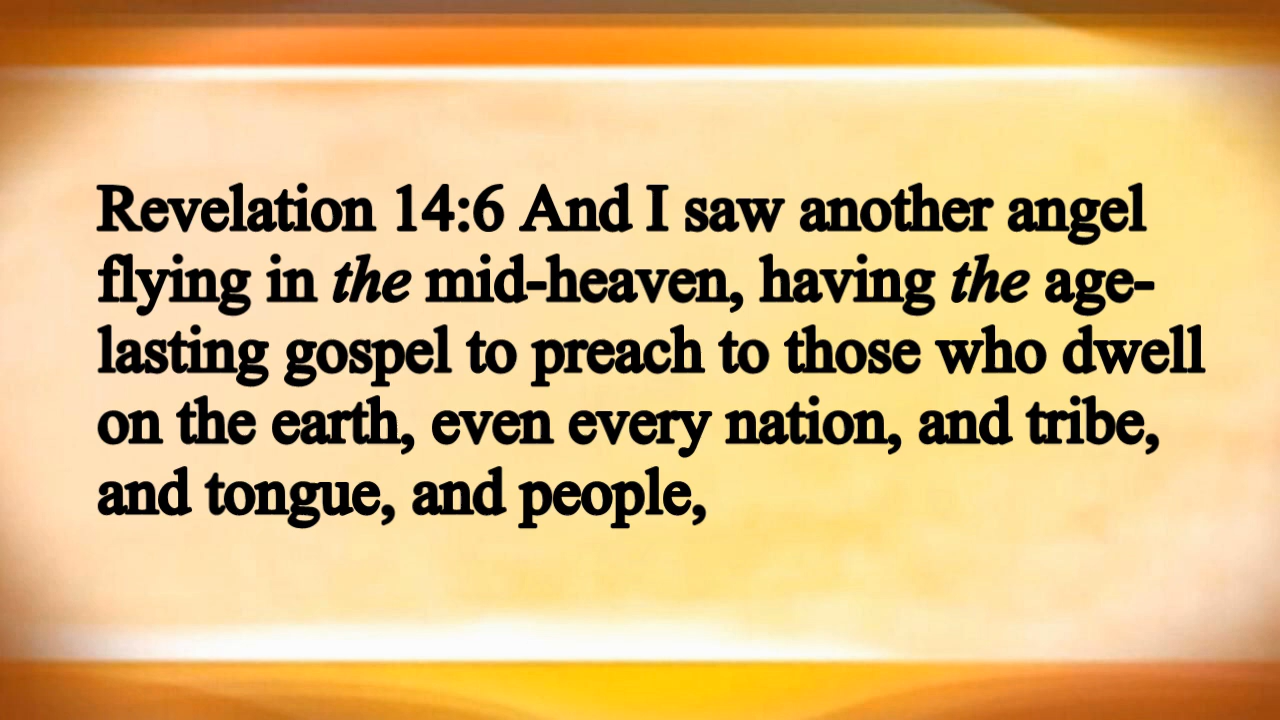 Revelation 14:6 And I saw another angel
flying in the mid-heaven, having the age-
lasting gospel to preach to those who dwell
on the earth, even every nation, and tribe,
and tongue, and people,